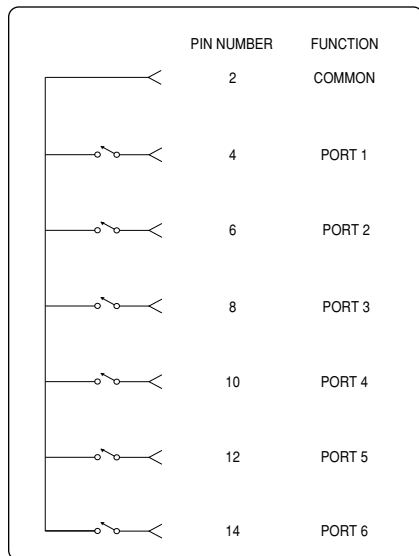 PIN NUMBER FUNCTION
2 COMMON
4 PORT 1
6 PORT 2
8 PORT 3
10 PORT 4
12 PORT 5
14 PORT 6